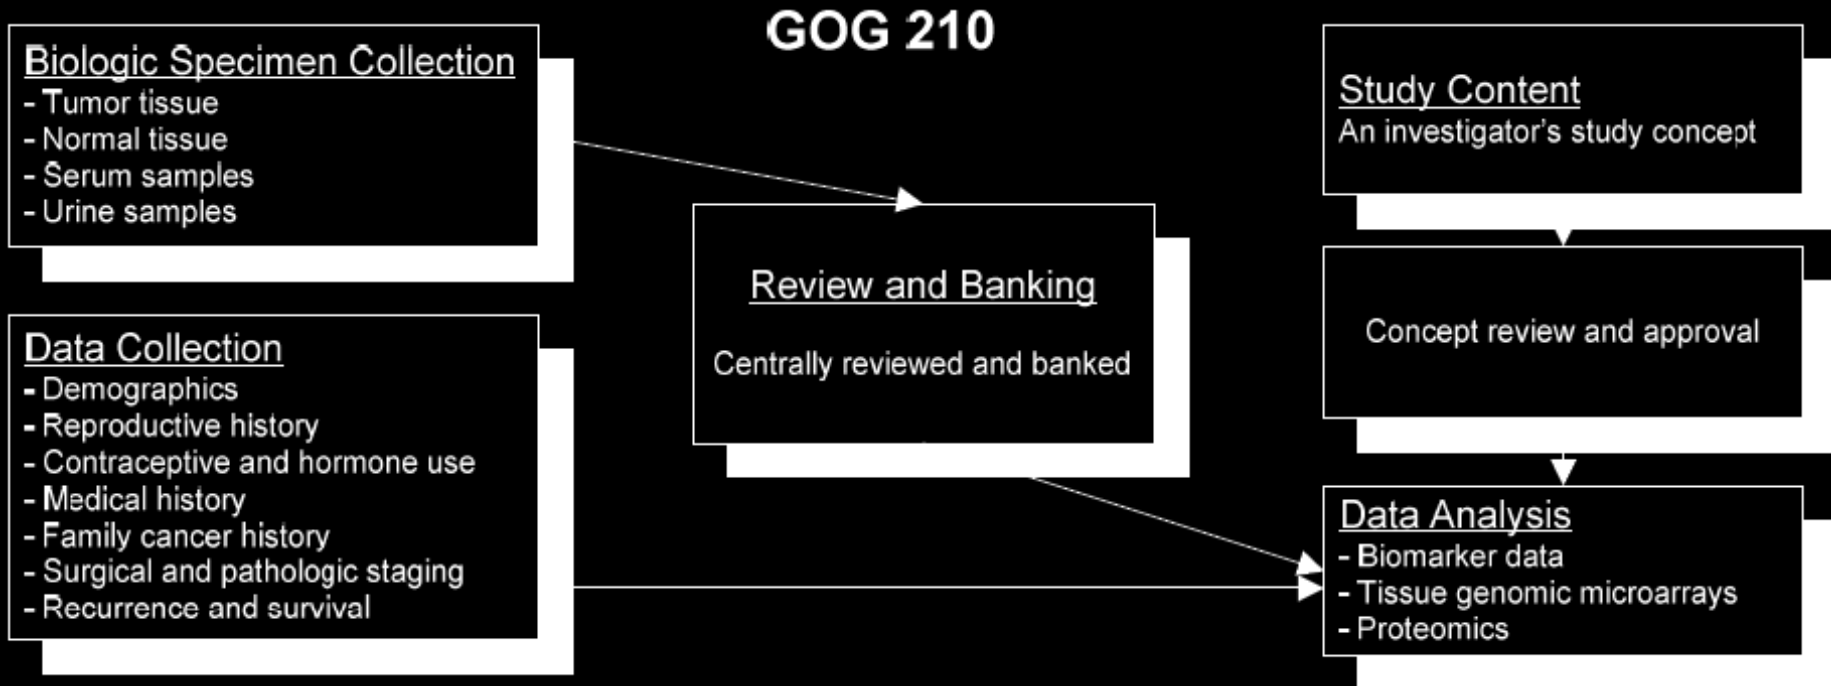 GOG 210
Biologic Specimen Collection
- Tumor tissue
- Normal tissue
- Serum samples
- Urine samples
Data Collection
- Demographics
- Reproductive history
- Contraceptive and hormone use
- Medical history
- Family cancer history
- Surgical and pathologic staging
- Recurrence and survival
Review and Banking
Centrally reviewed and banked
Study Content
An investigator's study concept
Concept review and approval
Data Analysis
- Biomarker data
- Tissue genomic microarrays
- Proteomics